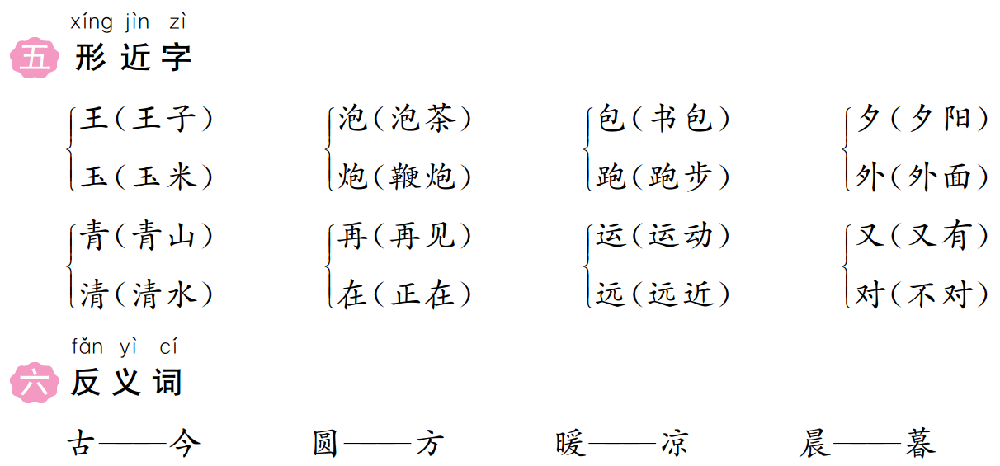 xíng jìn zì
五 形近字
王(王子) 泡(泡茶) 包(书包) 夕(夕阳)
玉(玉米) 炮(鞭炮) 跑(跑步) 外(外面)
青(青山) 再(再见) 运(运动) 又(又有)
清(清水) 在(正在) 远(远近) 对(不对)
fǎn yì cí
六 反义词
古——今 圆——方 暖——凉 晨——暮